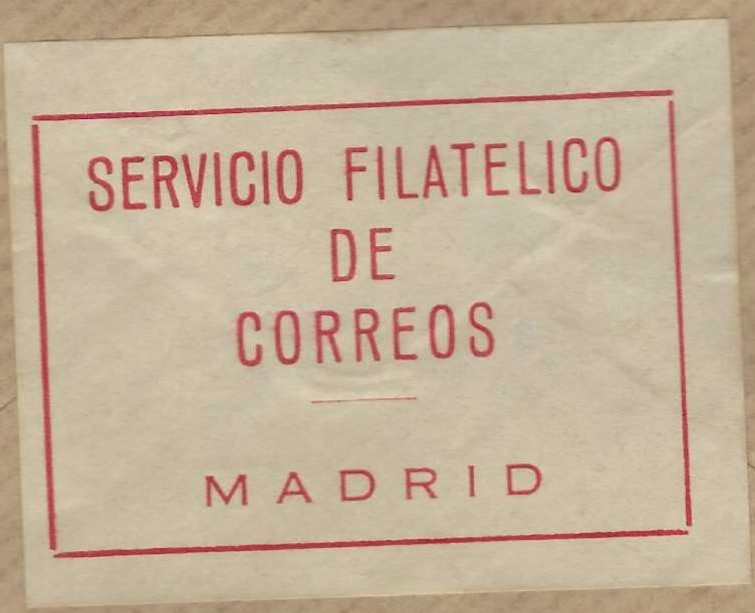 SERVICIO FILATELICO
DE
CORREOS
MADRID